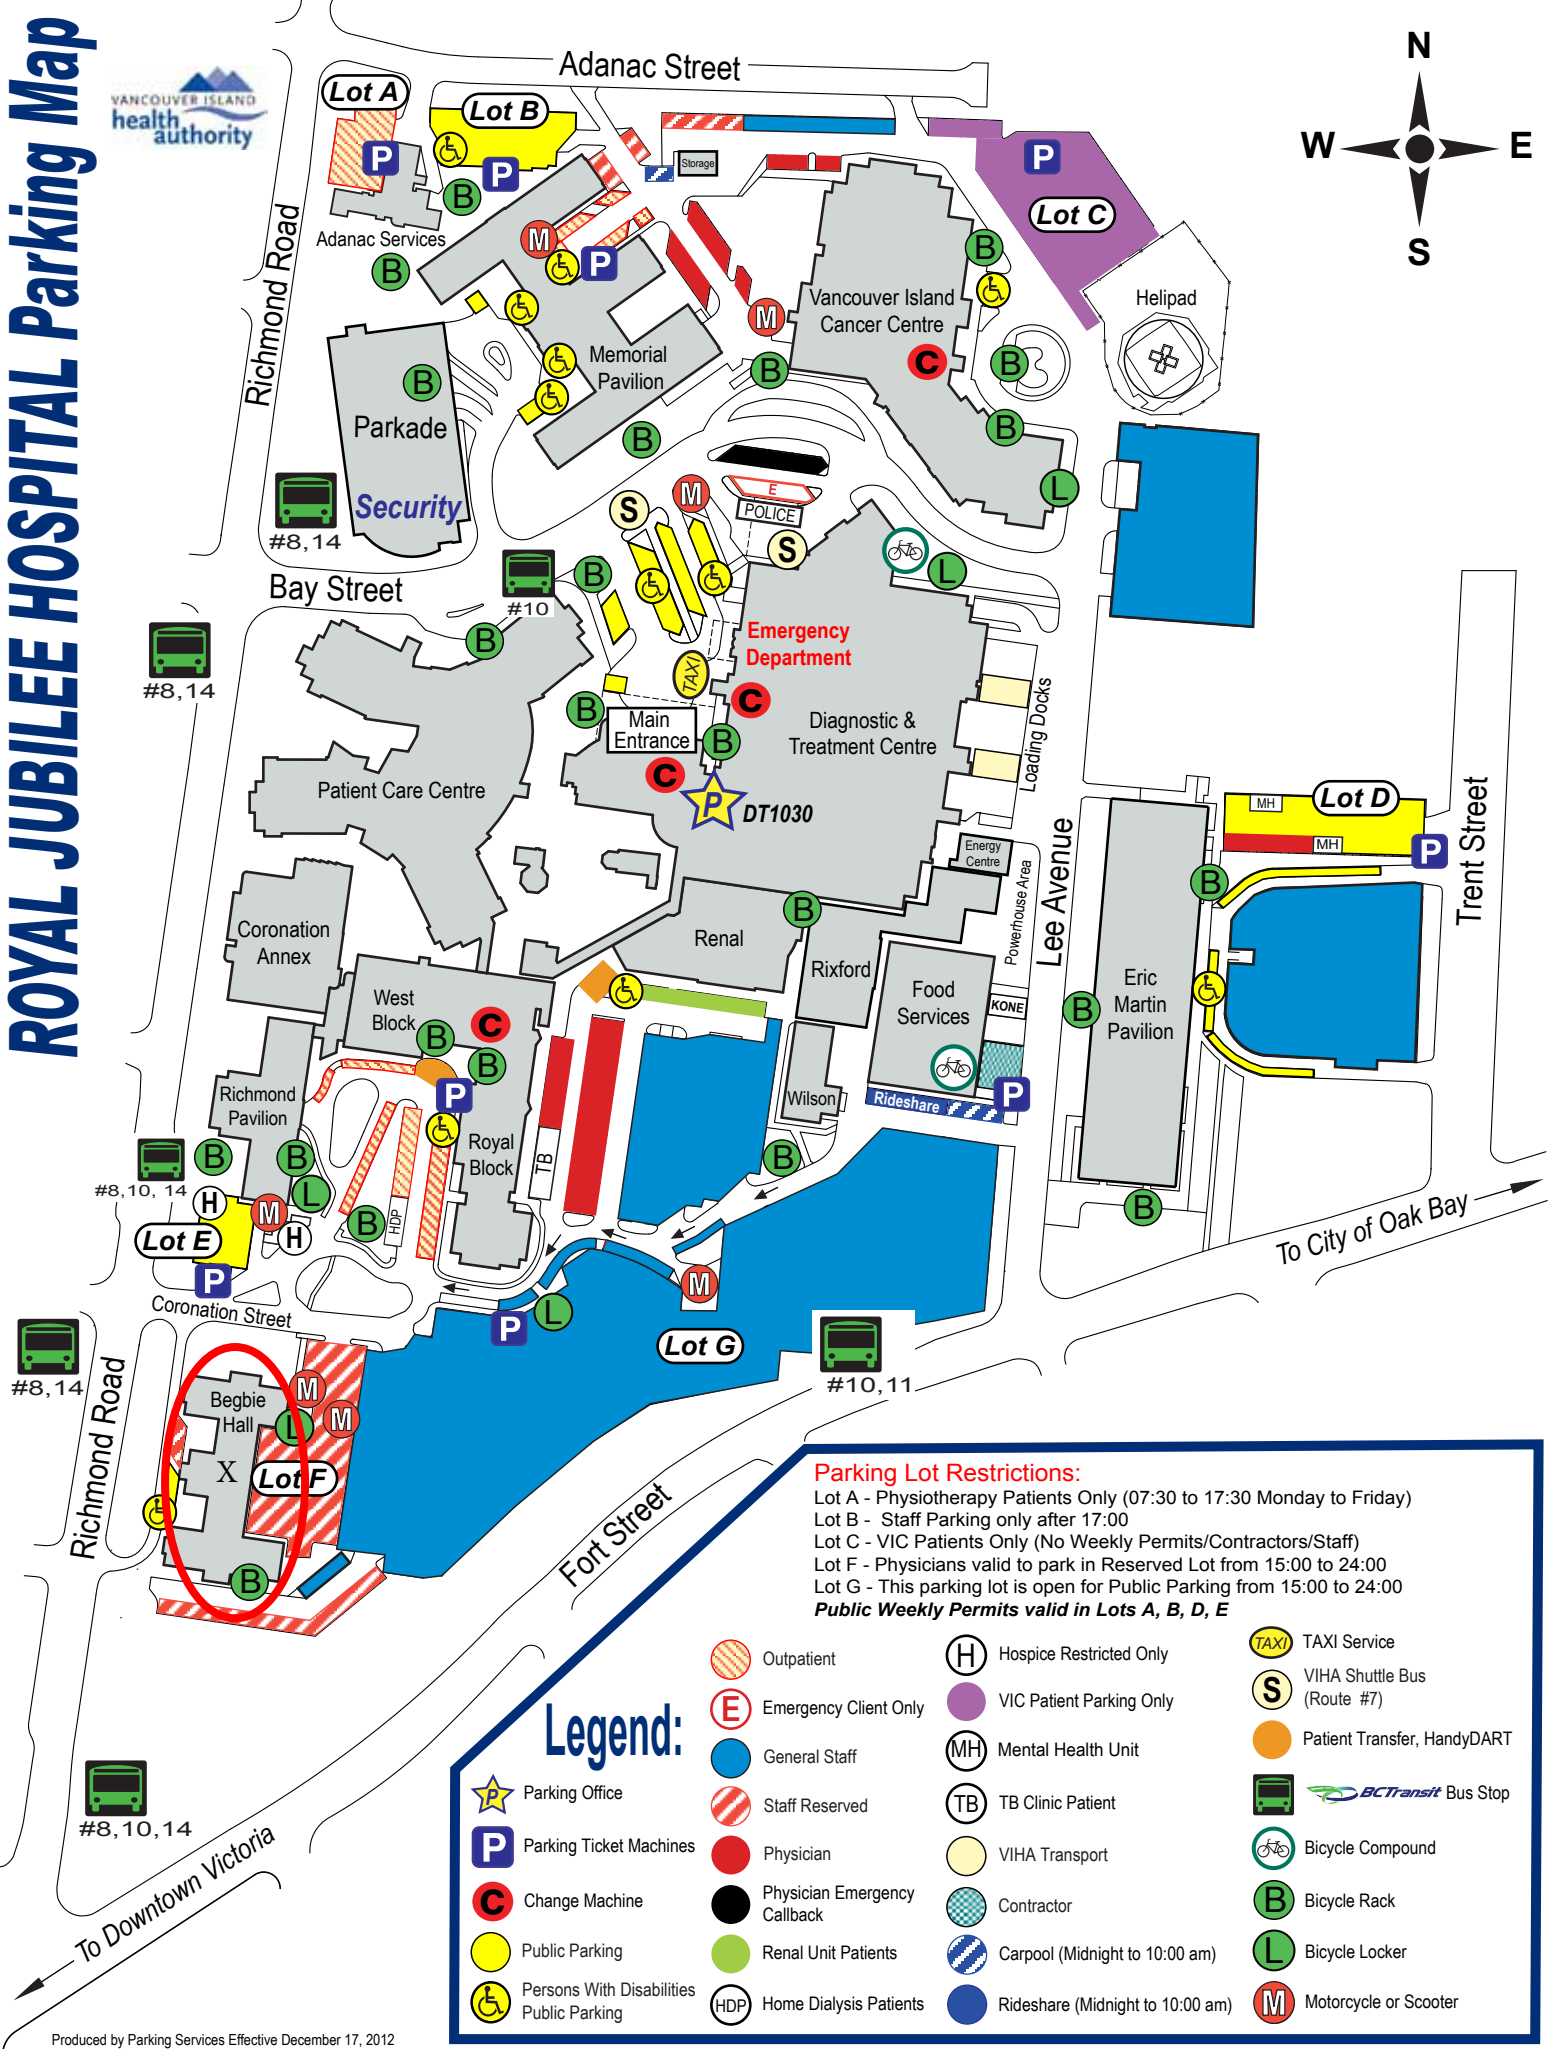 ROYAL JUBILEE HOSPITAL Parking Map
VANCOUVER ISLAND
health
authority
Adanac Street
N
W
E
S
Lot A
Lot B
P
P
B
Storage
P
Lot C
Richmond Road
Adanac Services
B
M
P
B
Vancouver Island
Cancer Centre
M
C
B
Helipad
Memorial
Pavilion
B
B
Parkade
B
B
Security
L
#8,14
S
M
E
POLICE
S
L
Bay Street
#10
B
B
#8,14
Emergency
Department
TAXI
C
B
Main
Entrance
B
Diagnostic &
Treatment Centre
Loading Docks
C
P
DT1030
Patient Care Centre
MH
Lot D
MH
P
Trent Street
Energy
Centre
Powerhouse Area
Lee Avenue
B
B
Coronation
Annex
Renal
Rixford
Food
Services
KONE
Eric
Martin
Pavilion
B
West
Block
B
C
B
P
Richmond
Pavilion
Wilson
Rideshare
P
Royal
Block
TB
B
#8,10, 14
B
B
L
H
M
H
B
HDP
B
Lot E
P
To City of Oak Bay
Coronation Street
M
L
P
Lot G
#8,14
#10,11
Richmond Road
Begbie
Hall
M
M
L
X
Lot F
B
Fort Street
Parking Lot Restrictions:
Lot A - Physiotherapy Patients Only (07:30 to 17:30 Monday to Friday)
Lot B - Staff Parking only after 17:00
Lot C - VIC Patients Only (No Weekly Permits/Contractors/Staff)
Lot F - Physicians valid to park in Reserved Lot from 15:00 to 24:00
Lot G - This parking lot is open for Public Parking from 15:00 to 24:00
Public Weekly Permits valid in Lots A, B, D, E
#8,10,14
To Downtown Victoria
Legend:
P Parking Office
P Parking Ticket Machines
C Change Machine
Public Parking
Persons With Disabilities
Public Parking
Outpatient
E Emergency Client Only
General Staff
Staff Reserved
Physician
Physician Emergency
Callback
Renal Unit Patients
HDP Home Dialysis Patients
H Hospice Restricted Only
VIC Patient Parking Only
MH Mental Health Unit
TB TB Clinic Patient
VIHA Transport
Contractor
Carpool (Midnight to 10:00 am)
Rideshare (Midnight to 10:00 am)
TAXI TAXI Service
S VIHA Shuttle Bus
(Route #7)
Patient Transfer, HandyDART
BCTransit Bus Stop
Bicycle Compound
B Bicycle Rack
L Bicycle Locker
M Motorcycle or Scooter
Produced by Parking Services Effective December 17, 2012